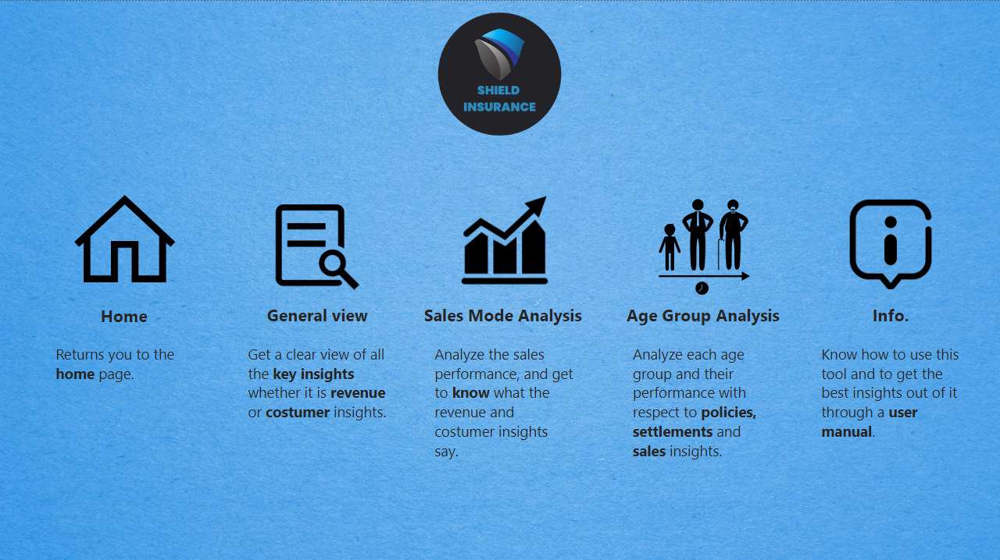 SHIELD
INSURANCE
Home
Returns you to the
home page.
General view
Get a clear view of all
the key insights
whether it is revenue
or costumer insights.
Sales Mode Analysis
Analyze the sales
performance, and get
to know what the
revenue and
costumer insights
say.
Age Group Analysis
Analyze each age
group and their
performance with
respect to policies,
settlements and
sales insights.
Info.
Know how to use this
tool and to get the
best insights out of it
through a user
manual.